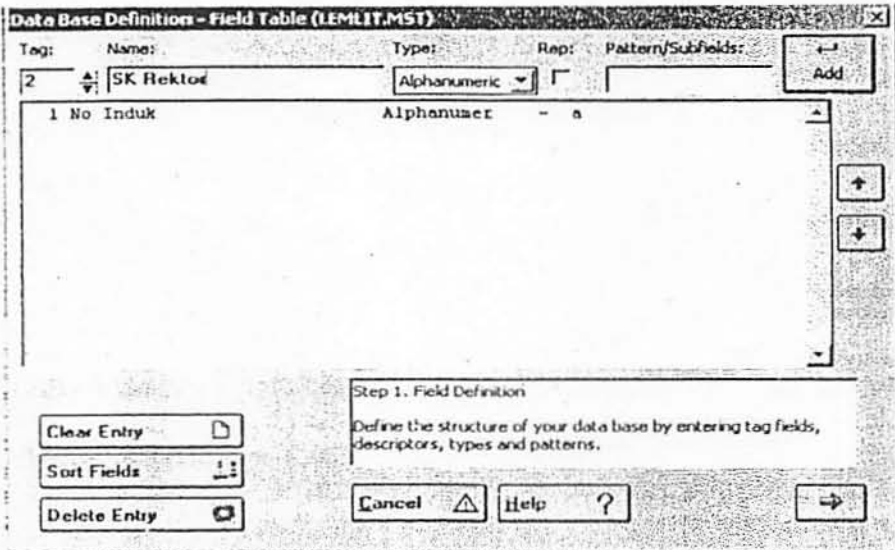 Data Base Definition - Field Table (LEMLIT.MST)
Tag: Name: Type: Rep: Pattern/Subfields:
2 SK Rektor Alphanumeric Add
1 No Induk Alphanumer - a
Step 1. Field Definition
Define the structure of your data base by entering tag fields,
descriptors, types and patterns.
Clear Entry
Sort Fields
Delete Entry
Cancel Help ?